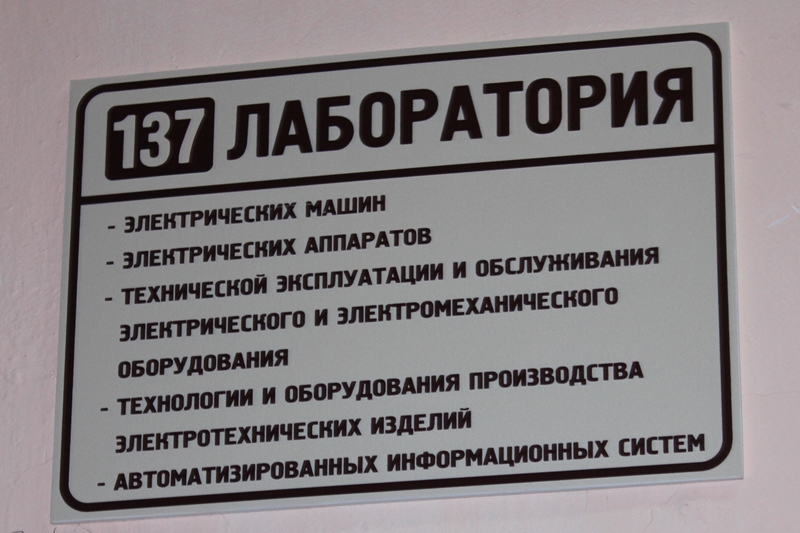 137 ЛАБОРАТОРИЯ
- ЭЛЕКТРИЧЕСКИХ МАШИН
- ЭЛЕКТРИЧЕСКИХ АППАРАТОВ
- ТЕХНИЧЕСКОЙ ЭКСПЛУАТАЦИИ И ОБСЛУЖИВАНИЯ
ЭЛЕКТРИЧЕСКОГО И ЭЛЕКТРОМЕХАНИЧЕСКОГО
ОБОРУДОВАНИЯ
- ТЕХНОЛОГИИ И ОБОРУДОВАНИЯ ПРОИЗВОДСТВА
ЭЛЕКТРОТЕХНИЧЕСКИХ ИЗДЕЛИЙ
- АВТОМАТИЗИРОВАННЫХ ИНФОРМАЦИОННЫХ СИСТЕМ